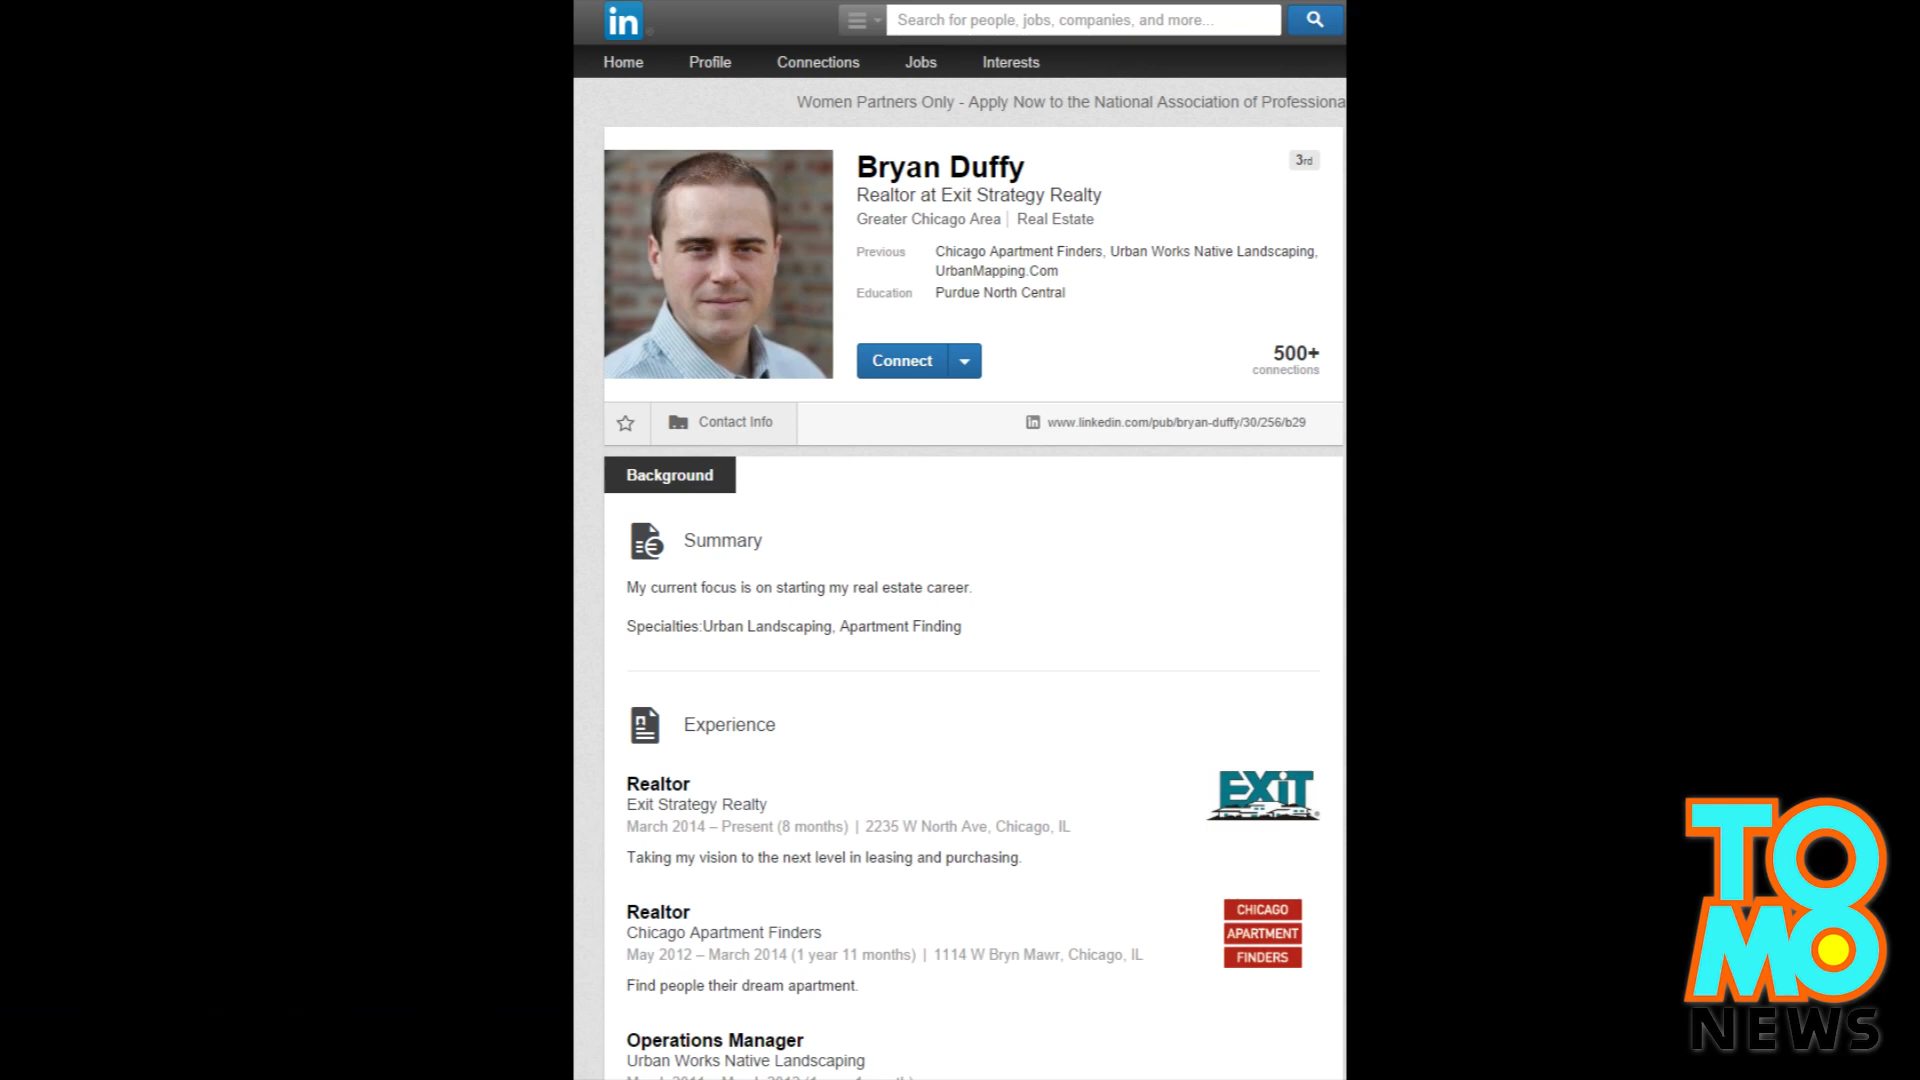 in
Search for people, jobs, companies, and more...
Home Profile Connections Jobs Interests
Women Partners Only - Apply Now to the National Association of Professiona
Bryan Duffy
3rd
Realtor at Exit Strategy Realty
Greater Chicago Area | Real Estate
Previous Chicago Apartment Finders, Urban Works Native Landscaping,
UrbanMapping.Com
Education Purdue North Central
Connect
500+
connections
Contact Info
in www.linkedin.com/pub/bryan-duffy/30/256/b29
Background
Summary
My current focus is on starting my real estate career.
Specialties:Urban Landscaping, Apartment Finding
Experience
Realtor
Exit Strategy Realty
March 2014 – Present (8 months) | 2235 W North Ave, Chicago, IL
Taking my vision to the next level in leasing and purchasing.
EXiT
Realtor
Chicago Apartment Finders
May 2012 – March 2014 (1 year 11 months) | 1114 W Bryn Mawr, Chicago, IL
Find people their dream apartment.
CHICAGO
APARTMENT
FINDERS
Operations Manager
Urban Works Native Landscaping
TOMO
NEWS